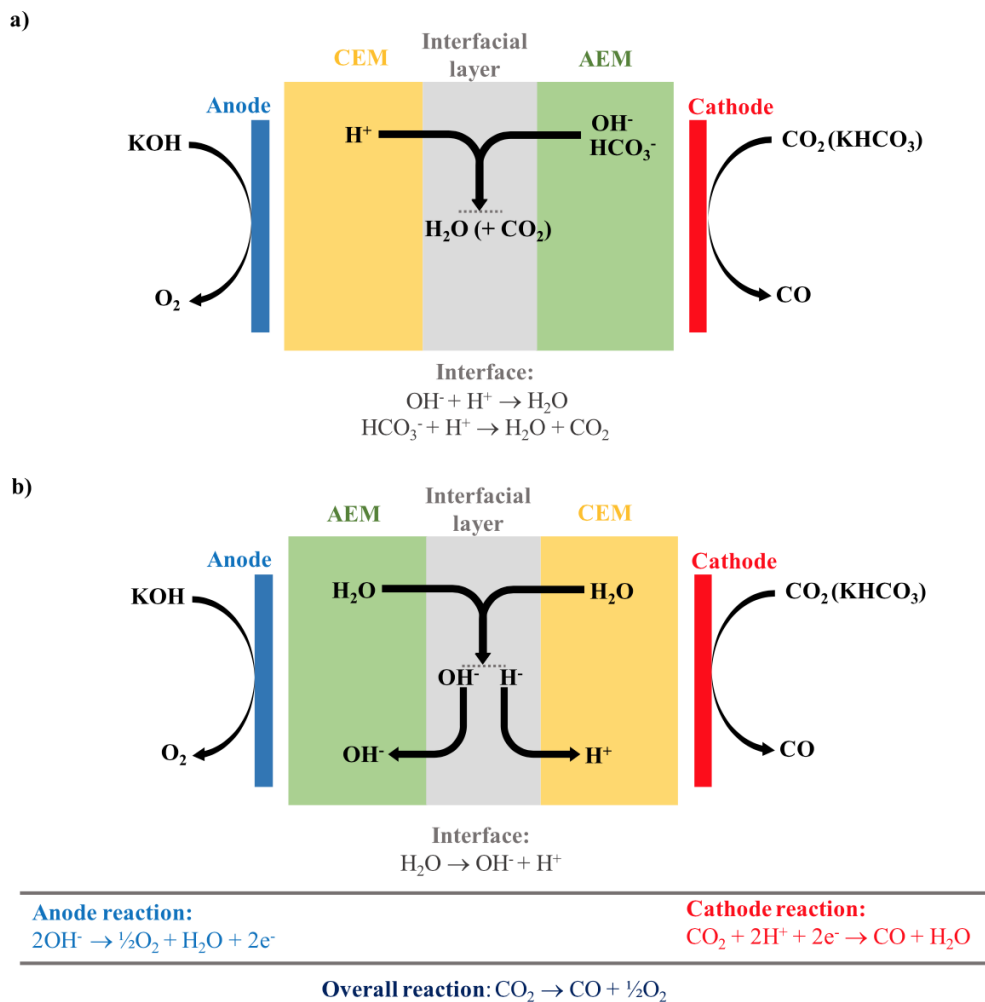 a)
Interfacial
layer
CEM
AEM
Anode
Cathode
KOH
H⁺
OH⁻
HCO₃⁻
CO₂ (KHCO₃)
H₂O (+ CO₂)
O₂
CO
Interface:
OH⁻ + H⁺ → H₂O
HCO₃⁻ + H⁺ → H₂O + CO₂
b)
Interfacial
layer
AEM
CEM
Anode
Cathode
KOH
H₂O
H₂O
CO₂ (KHCO₃)
OH⁻ H⁻
O₂
OH⁻
H⁺
CO
Interface:
H₂O → OH⁻ + H⁺
Anode reaction:
2OH⁻ → ½O₂ + H₂O + 2e⁻
Cathode reaction:
CO₂ + 2H⁺ + 2e⁻ → CO + H₂O
Overall reaction: CO₂ → CO + ½O₂